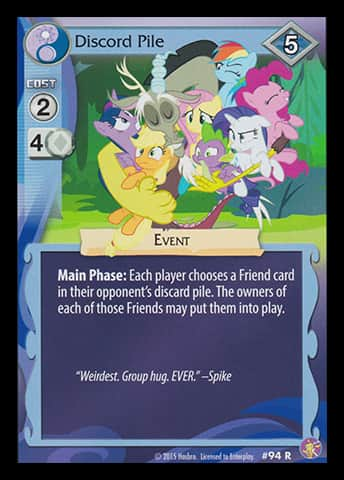 Discord Pile
5
COST
2
4
EVENT
Main Phase: Each player chooses a Friend card
in their opponent's discard pile. The owners of
each of those Friends may put them into play.
"Weirdest. Group hug. EVER." –Spike
© 2015 Hasbro. Licensed to Enterplay. #94 R